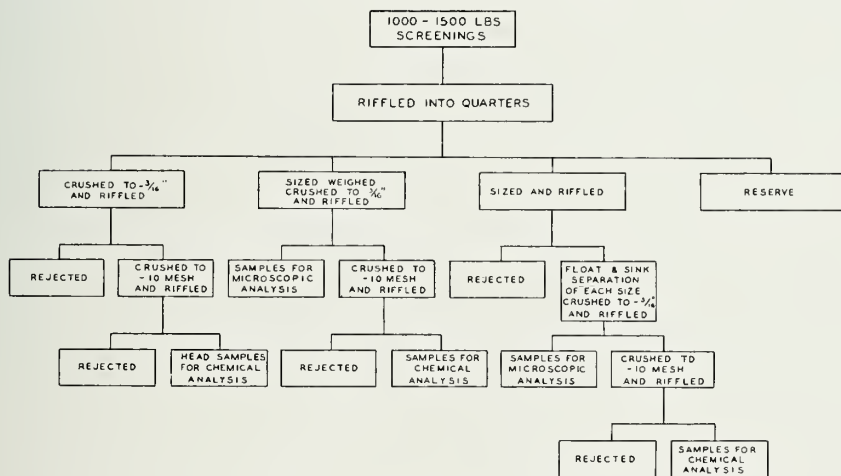 1000 - 1500 LBS
SCREENINGS
RIFFLED INTO QUARTERS
CRUSHED TO -3/16"
AND RIFFLED
SIZED WEIGHED
CRUSHED TO 3/16"
AND RIFFLED
SIZED AND RIFFLED
RESERVE
REJECTED
CRUSHED TO
-10 MESH
AND RIFFLED
SAMPLES FOR
MICROSCOPIC
ANALYSIS
CRUSHED TO
-10 MESH
AND RIFFLED
REJECTED
FLOAT & SINK
SEPARATION
OF EACH SIZE
CRUSHED TO -3/16"
AND RIFFLED
REJECTED
HEAD SAMPLES
FOR CHEMICAL
ANALYSIS
REJECTED
SAMPLES FOR
CHEMICAL
ANALYSIS
SAMPLES FOR
MICROSCOPIC
ANALYSIS
CRUSHED TO
-10 MESH
AND RIFFLED
REJECTED
SAMPLES FOR
CHEMICAL
ANALYSIS